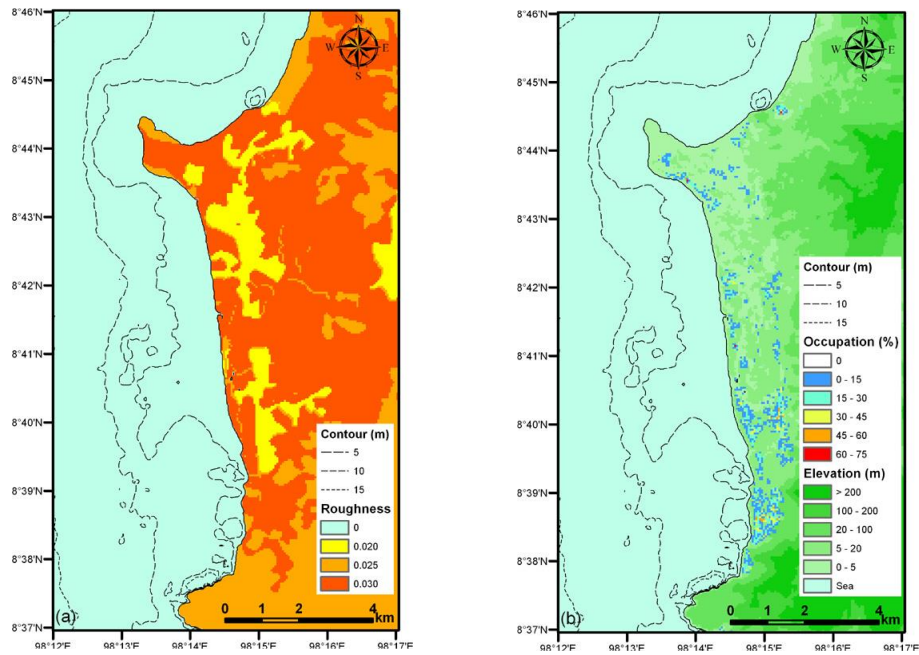 8°46'N
8°45'N
8°44'N
8°43'N
8°42'N
8°41'N
8°40'N
8°39'N
8°38'N
8°37'N
N
W E
S
Contour (m)
5
10
15
Roughness
0
0.020
0.025
0.030
(a)
0 1 2 4
km
98°12'E 98°13'E 98°14'E 98°15'E 98°16'E 98°17'E
8°46'N
8°45'N
8°44'N
8°43'N
8°42'N
8°41'N
8°40'N
8°39'N
8°38'N
8°37'N
N
W E
S
Contour (m)
5
10
15
Occupation (%)
0
0 - 15
15 - 30
30 - 45
45 - 60
60 - 75
Elevation (m)
> 200
100 - 200
20 - 100
5 - 20
0 - 5
Sea
(b)
0 1 2 4
km
98°12'E 98°13'E 98°14'E 98°15'E 98°16'E 98°17'E